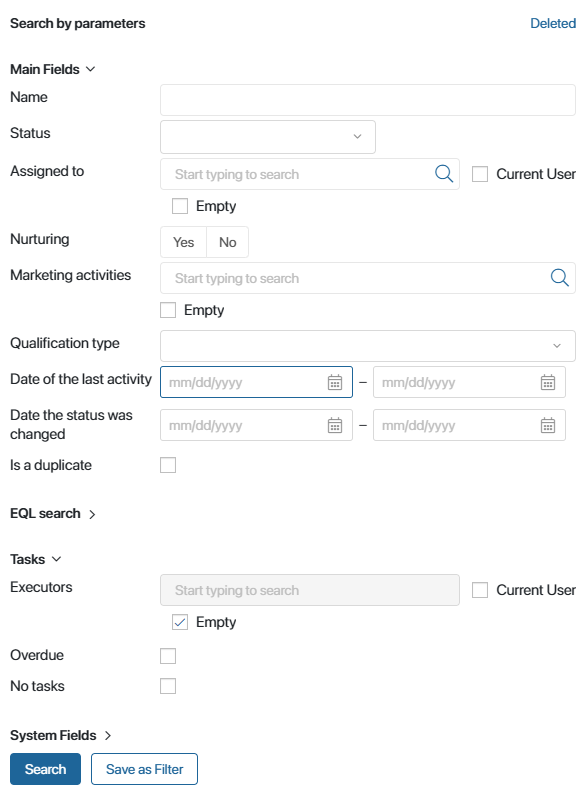 Search by parameters Deleted
Main Fields
Name
Status
Assigned to Start typing to search Current User
Empty
Nurturing Yes No
Marketing activities Start typing to search
Empty
Qualification type
Date of the last activity mm/dd/yyyy – mm/dd/yyyy
Date the status was
changed mm/dd/yyyy – mm/dd/yyyy
Is a duplicate
EQL search
Tasks
Executors Start typing to search Current User
Empty
Overdue
No tasks
System Fields
Search Save as Filter